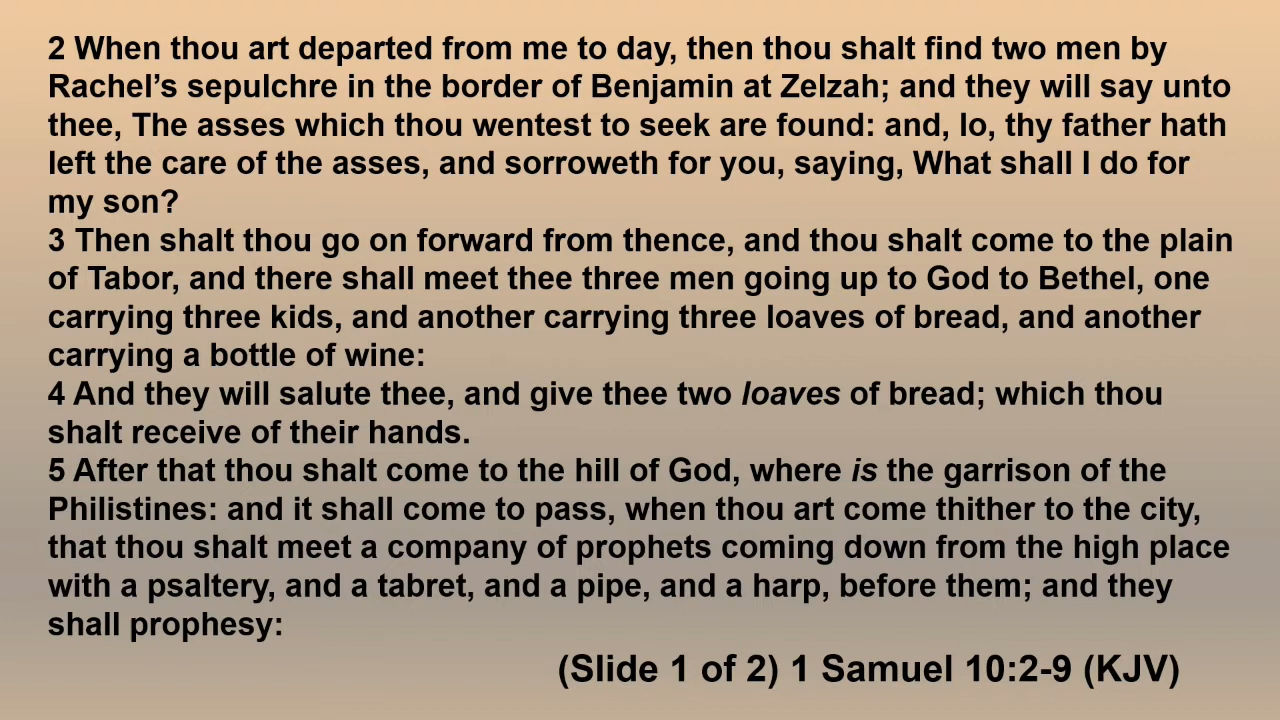 2 When thou art departed from me to day, then thou shalt find two men by
Rachel’s sepulchre in the border of Benjamin at Zelzah; and they will say unto
thee, The asses which thou wentest to seek are found: and, lo, thy father hath
left the care of the asses, and sorroweth for you, saying, What shall I do for
my son?
3 Then shalt thou go on forward from thence, and thou shalt come to the plain
of Tabor, and there shall meet thee three men going up to God to Bethel, one
carrying three kids, and another carrying three loaves of bread, and another
carrying a bottle of wine:
4 And they will salute thee, and give thee two loaves of bread; which thou
shalt receive of their hands.
5 After that thou shalt come to the hill of God, where is the garrison of the
Philistines: and it shall come to pass, when thou art come thither to the city,
that thou shalt meet a company of prophets coming down from the high place
with a psaltery, and a tabret, and a pipe, and a harp, before them; and they
shall prophesy:
(Slide 1 of 2) 1 Samuel 10:2-9 (KJV)